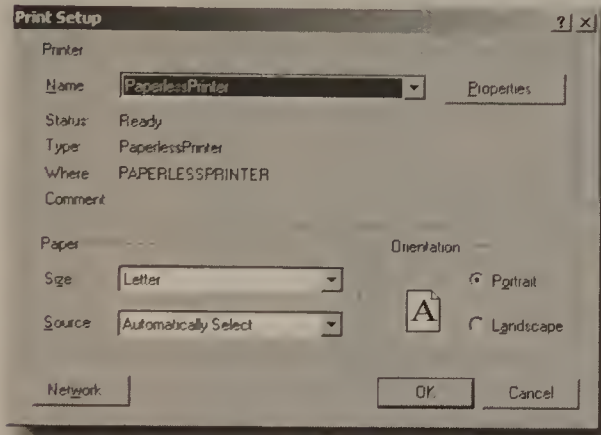 Print Setup
? ×
Printer
Name PaperlessPrinter Properties
Status: Ready
Type: PaperlessPrinter
Where PAPERLESSPRINTER
Comment
Paper
Size Letter
Source: Automatically Select
Orientation
A
Portrait
Landscape
Network OK Cancel